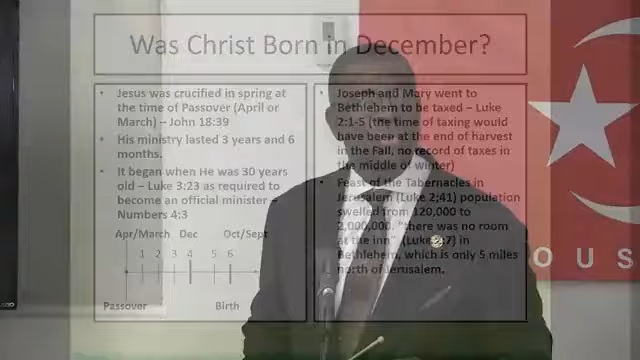 Was Christ Born in December?
• Jesus was crucified in spring at
the time of Passover (April or
March) – John 18:39
• His ministry lasted 3 years and 6
months.
• It began when He was 30 years
old – Luke 3:23 as required to
become an official minister –
Numbers 4:3
Apr/March Dec Oct/Sept
1 2 3 4 5 6
Passover Birth
• Joseph and Mary went to
Bethlehem to be taxed – Luke
2:1-5 (the time of taxing would
have been at the end of harvest
in the Fall, no record of taxes in
the middle of winter)
• Feast of the Tabernacles in
Jerusalem (Luke 2;41) population
swelled from 120,000 to
2,000,000. "there was no room
at the inn" (Luke 2:7) in
Bethlehem, which is only 5 miles
north of Jerusalem.
OUS